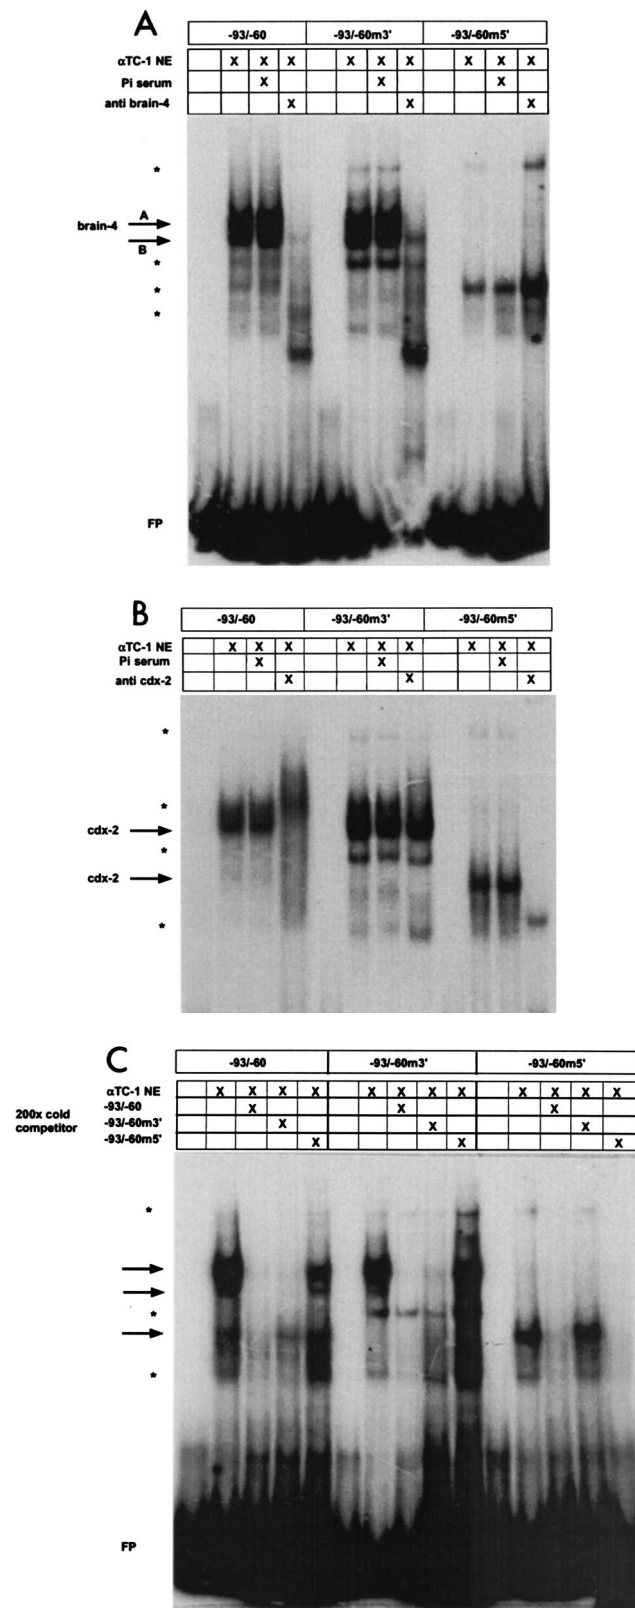 A
-93/-60 -93/-60m3' -93/-60m5'
αTC-1 NE X X X X X X X X X
Pi serum X X X
anti brain-4 X X X
*
brain-4 A
B
*
*
*
FP
B
-93/-60 -93/-60m3' -93/-60m5'
αTC-1 NE X X X X X X X X X
Pi serum X X X
anti cdx-2 X X X
*
*
cdx-2
*
cdx-2
*
C
-93/-60 -93/-60m3' -93/-60m5'
αTC-1 NE X X X X X X X X X X X X
200x cold competitor
-93/-60 X X X
-93/-60m3' X X X
-93/-60m5' X X X
*
*
*
FP